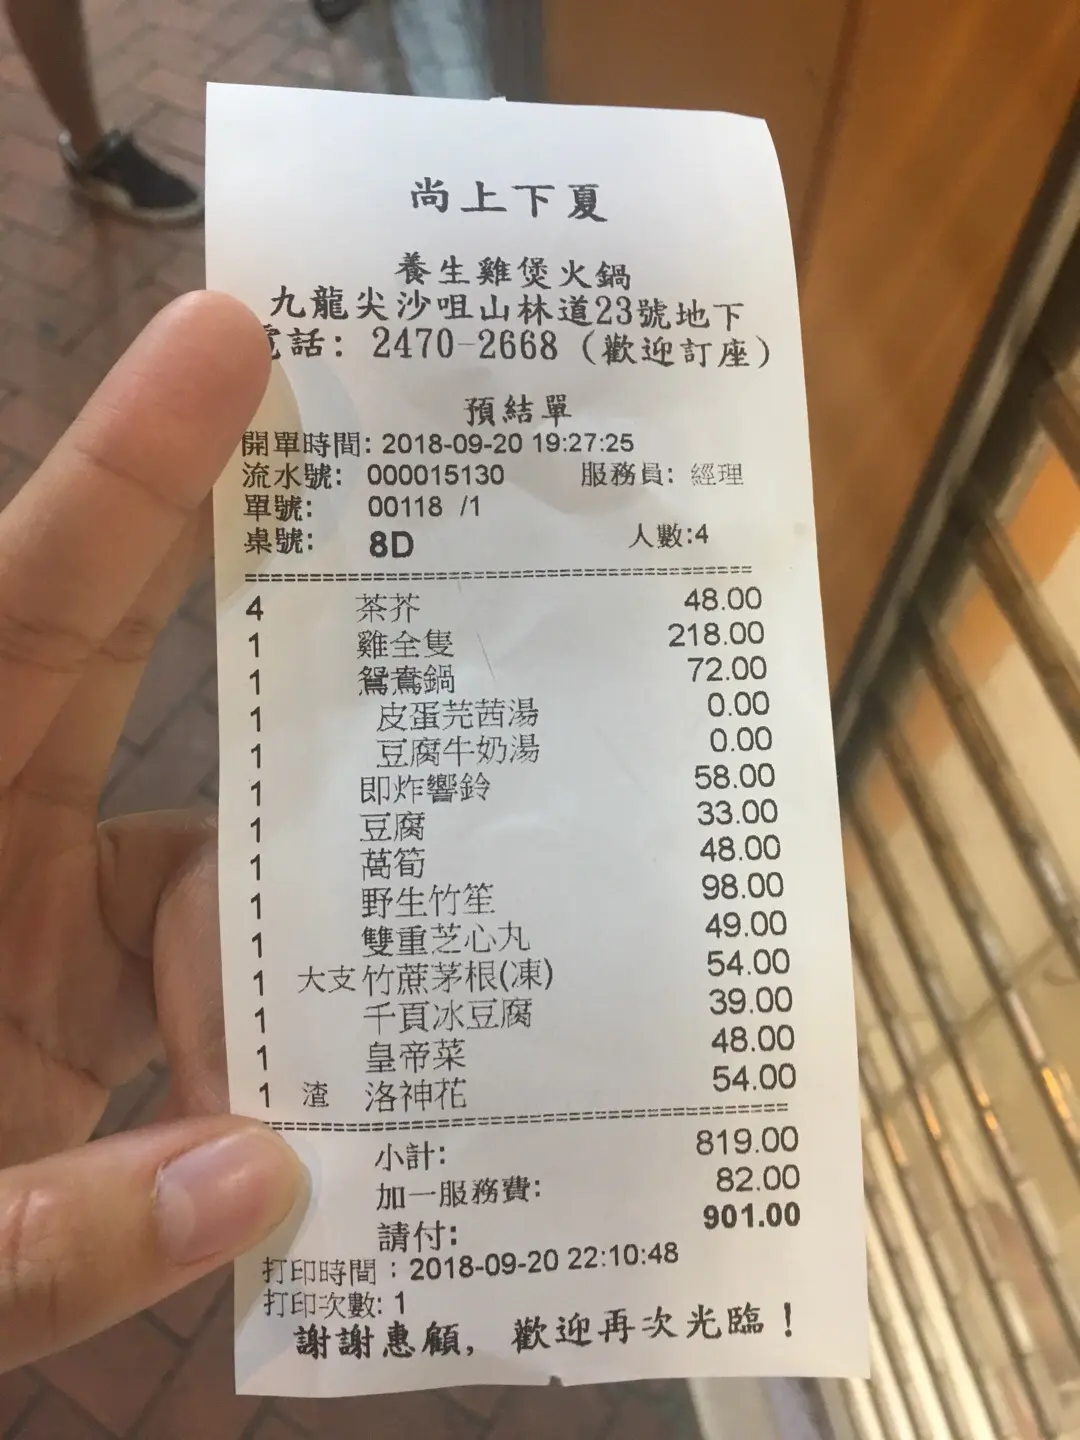 尚上下夏
養生雞煲火鍋
九龍尖沙咀山林道23號地下
電話: 2470-2668 (歡迎訂座)
預結單
開單時間: 2018-09-20 19:27:25
流水號: 000015130 服務員: 經理
單號: 00118 /1
桌號: 8D 人數:4
4 茶芥 48.00
1 雞全隻 218.00
1 鴛鴦鍋 72.00
1 皮蛋芫茜湯 0.00
1 豆腐牛奶湯 0.00
1 即炸響鈴 58.00
1 豆腐 33.00
1 萵筍 48.00
1 野生竹笙 98.00
1 雙重芝心丸 49.00
1 大支竹蔗茅根(凍) 54.00
1 千頁冰豆腐 39.00
1 皇帝菜 48.00
1 渣 洛神花 54.00
小計: 819.00
加一服務費: 82.00
請付: 901.00
打印時間：2018-09-20 22:10:48
打印次數: 1
謝謝惠顧, 歡迎再次光臨！